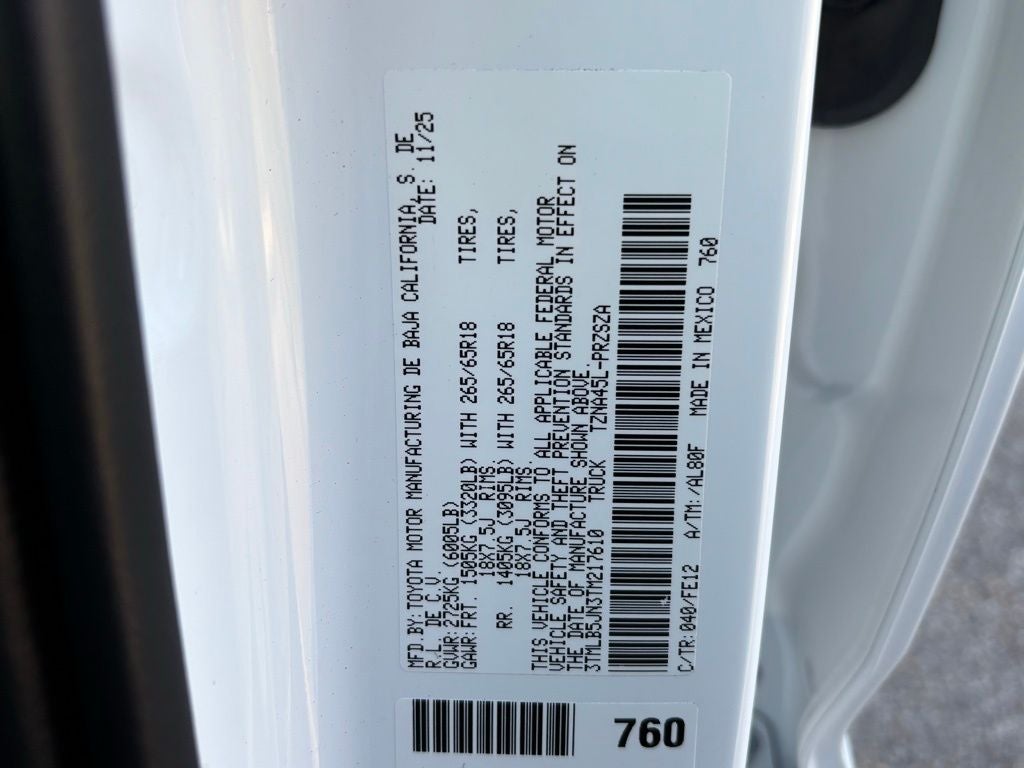 MFD.BY:TOYOTA MOTOR MANUFACTURING DE BAJA CALIFORNIA,S. DE
R.L. DE C.V. DATE: 11/25
GVWR:2725KG (6005LB)
GAWR:FRT. 1505KG (3320LB) WITH 265/65R18 TIRES,
18X7.5J RIMS,
RR. 1405KG (3095LB) WITH 265/65R18 TIRES,
18X7.5J RIMS,
THIS VEHICLE CONFORMS TO ALL APPLICABLE FEDERAL MOTOR
VEHICLE SAFETY AND THEFT PREVENTION STANDARDS IN EFFECT ON
THE DATE OF MANUFACTURE SHOWN ABOVE
3TMLB5JN3TM217610 TRUCK TZNA45L-PRZSZA
C/TR:040/FE12 A/TM:/AL80F MADE IN MEXICO 760
760